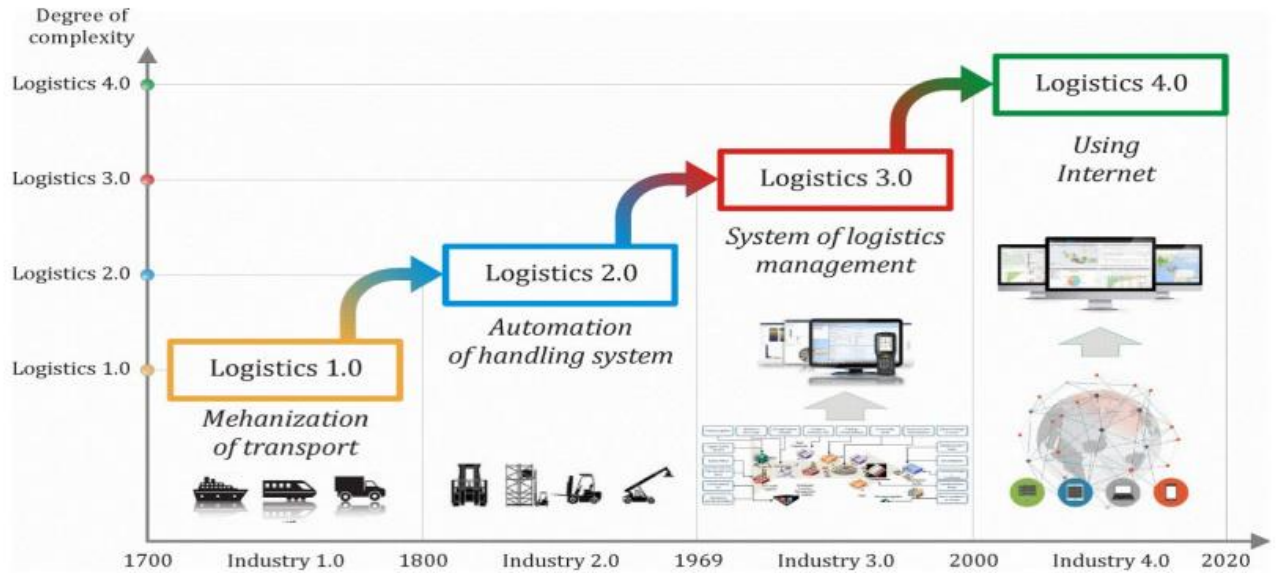 Degree of
complexity
Logistics 4.0
Logistics 3.0
Logistics 2.0
Logistics 1.0
Logistics 4.0
Using
Internet
Logistics 3.0
System of logistics
management
Logistics 2.0
Automation
of handling system
Logistics 1.0
Mehanization
of transport
1700 Industry 1.0 1800 Industry 2.0 1969 Industry 3.0 2000 Industry 4.0 2020